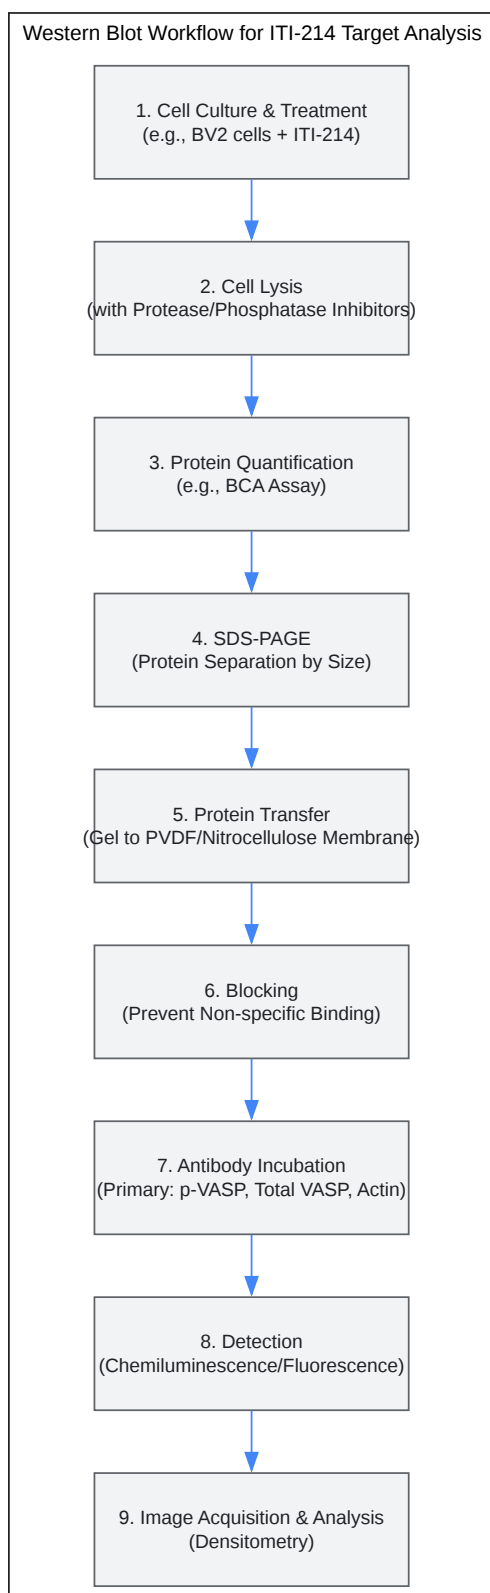 Western Blot Workflow for ITI-214 Target Analysis
1. Cell Culture & Treatment
(e.g., BV2 cells + ITI-214)
2. Cell Lysis
(with Protease/Phosphatase Inhibitors)
3. Protein Quantification
(e.g., BCA Assay)
4. SDS-PAGE
(Protein Separation by Size)
5. Protein Transfer
(Gel to PVDF/Nitrocellulose Membrane)
6. Blocking
(Prevent Non-specific Binding)
7. Antibody Incubation
(Primary: p-VASP, Total VASP, Actin)
8. Detection
(Chemiluminescence/Fluorescence)
9. Image Acquisition & Analysis
(Densitometry)